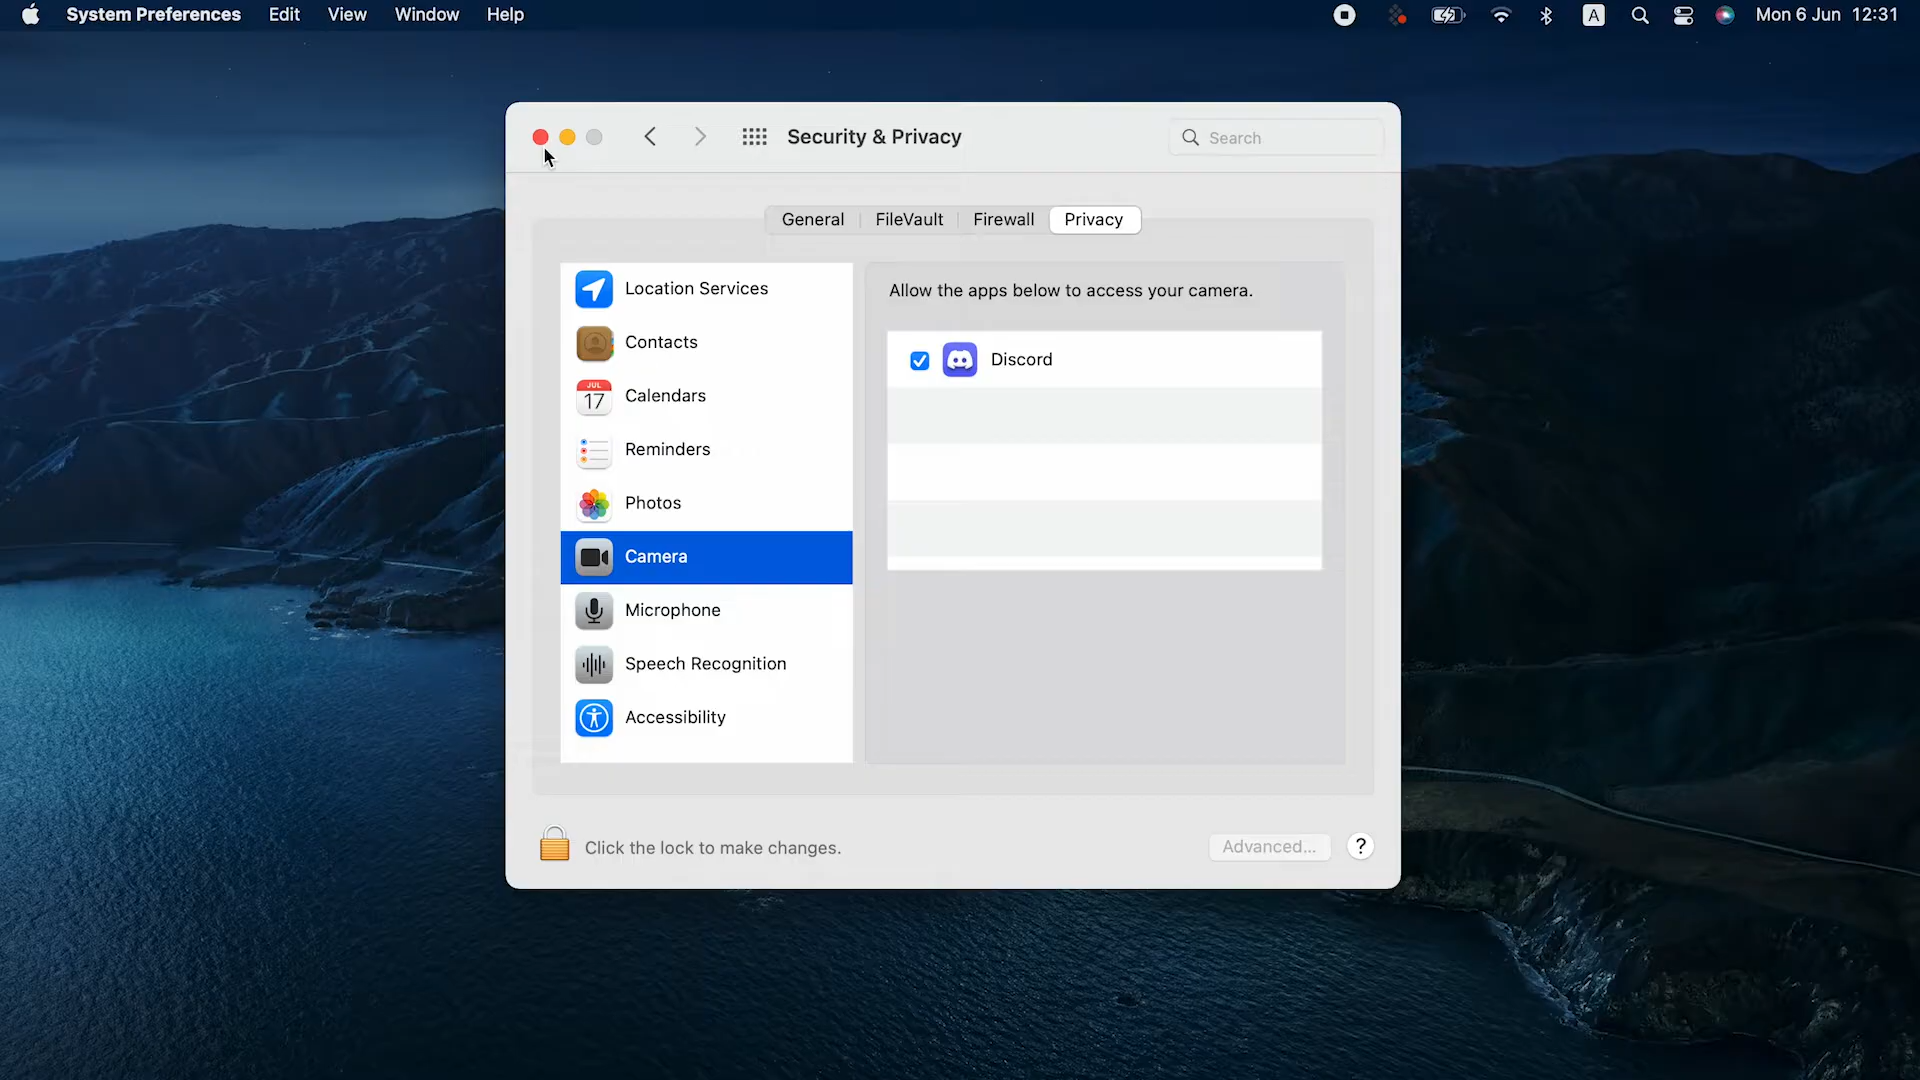 System Preferences Edit View Window Help A Mon 6 Jun 12:31
Security & Privacy Search
General FileVault Firewall Privacy
Location Services
Contacts
JUL
17 Calendars
Reminders
Photos
Camera
Microphone
Speech Recognition
Accessibility
Allow the apps below to access your camera.
Discord
Click the lock to make changes. Advanced... ?